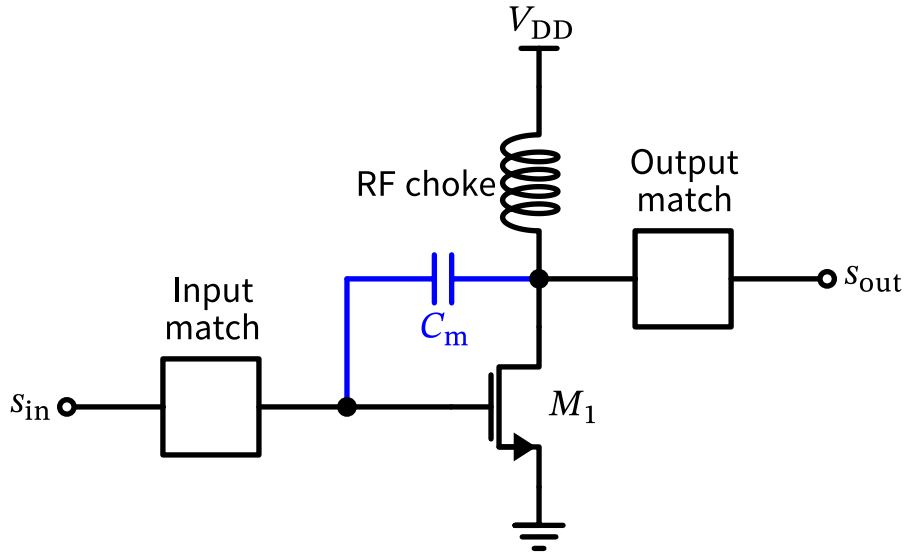 V_DD
RF choke
Output
match
s_out
C_m
Input
match
s_in
M_1